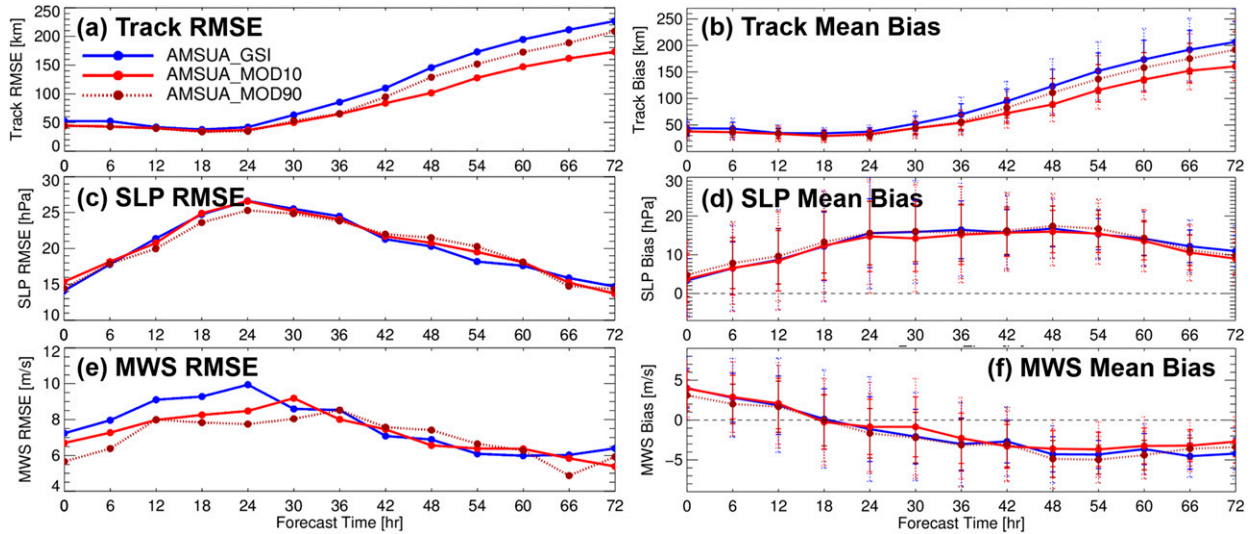 (a) Track RMSE
Track RMSE [km]
250
200
150
100
50
0
AMSUA_GSI
AMSUA_MOD10
AMSUA_MOD90
0 6 12 18 24 30 36 42 48 54 60 66 72
(b) Track Mean Bias
Track Bias [km]
250
200
150
100
50
0
0 6 12 18 24 30 36 42 48 54 60 66 72
(c) SLP RMSE
SLP RMSE [hPa]
30
25
20
15
10
0 6 12 18 24 30 36 42 48 54 60 66 72
(d) SLP Mean Bias
SLP Bias [hPa]
30
20
10
0
0 6 12 18 24 30 36 42 48 54 60 66 72
(e) MWS RMSE
MWS RMSE [m/s]
12
10
8
6
4
0 6 12 18 24 30 36 42 48 54 60 66 72
Forecast Time [hr]
(f) MWS Mean Bias
MWS Bias [m/s]
5
0
−5
0 6 12 18 24 30 36 42 48 54 60 66 72
Forecast Time [hr]